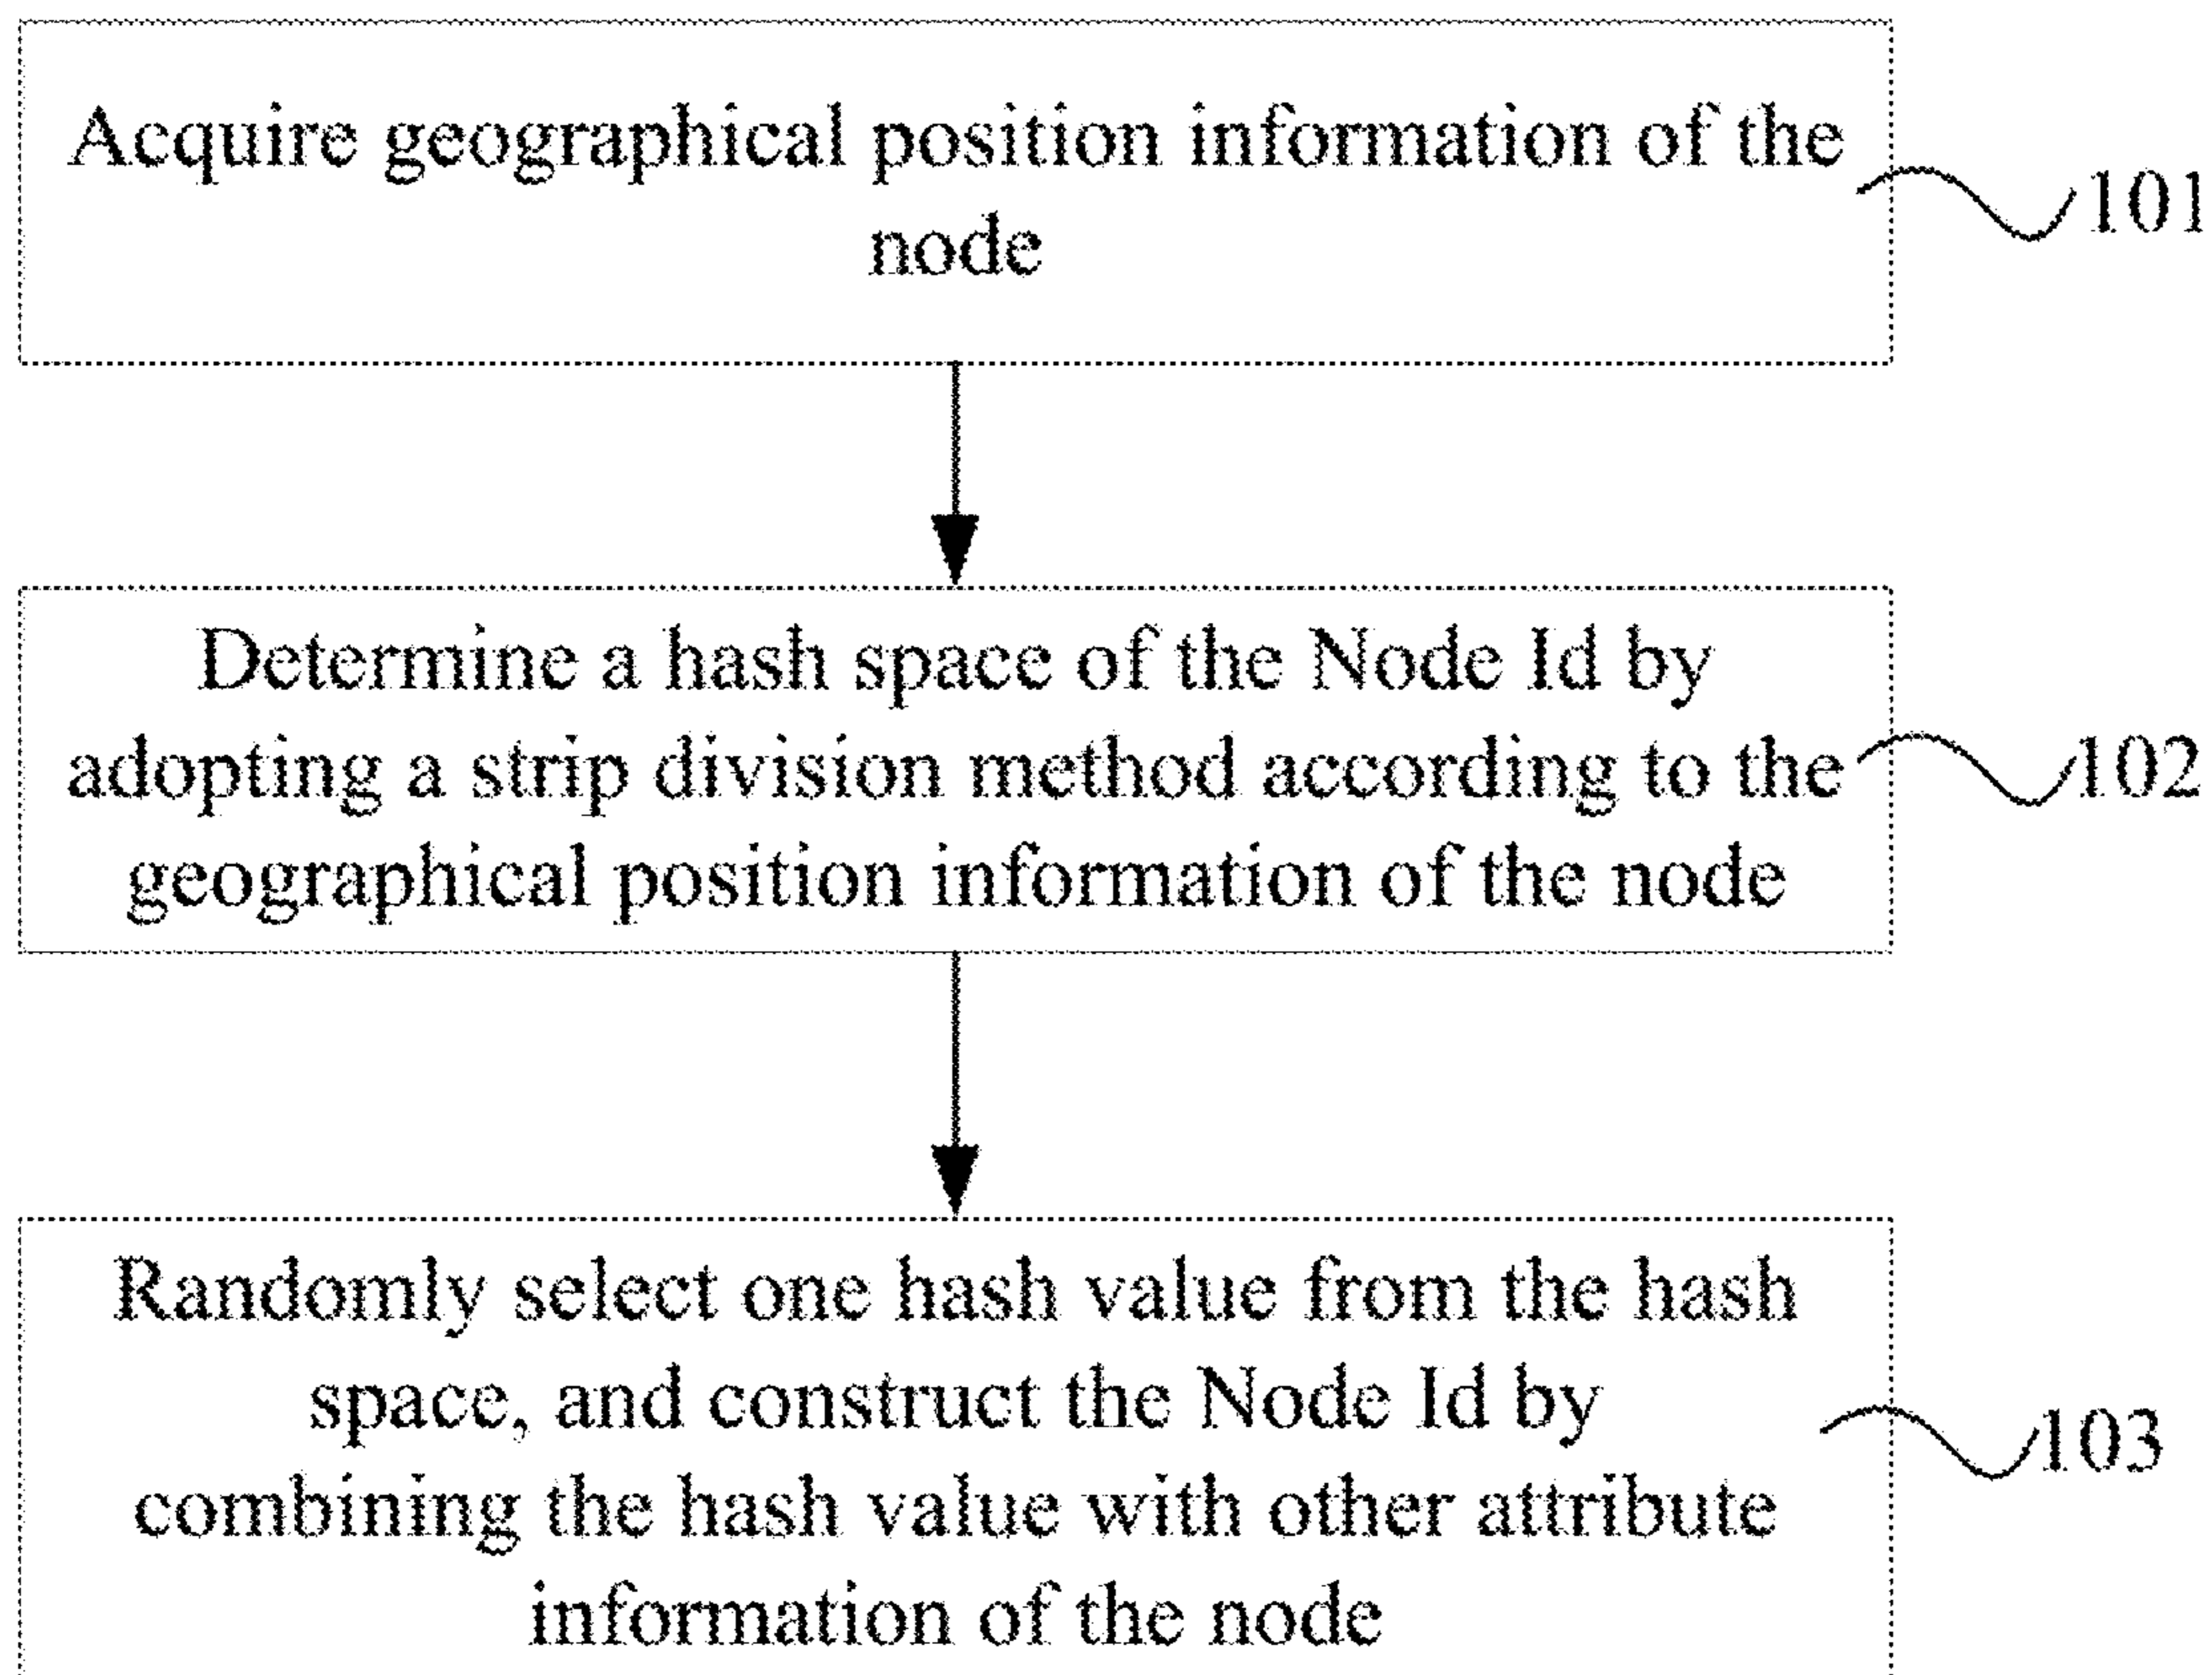 Acquire geographical position information of the
node
101
Determine a hash space of the Node Id by
adopting a strip division method according to the
geographical position information of the node
102
Randomly select one hash value from the hash
space, and construct the Node Id by
combining the hash value with other attribute
information of the node
103